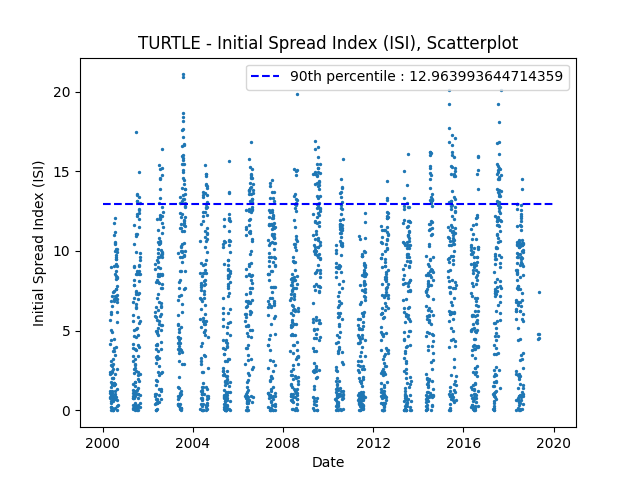 TURTLE - Initial Spread Index (ISI), Scatterplot
90th percentile : 12.963993644714359
Initial Spread Index (ISI)
20
15
10
5
0
2000 2004 2008 2012 2016 2020
Date